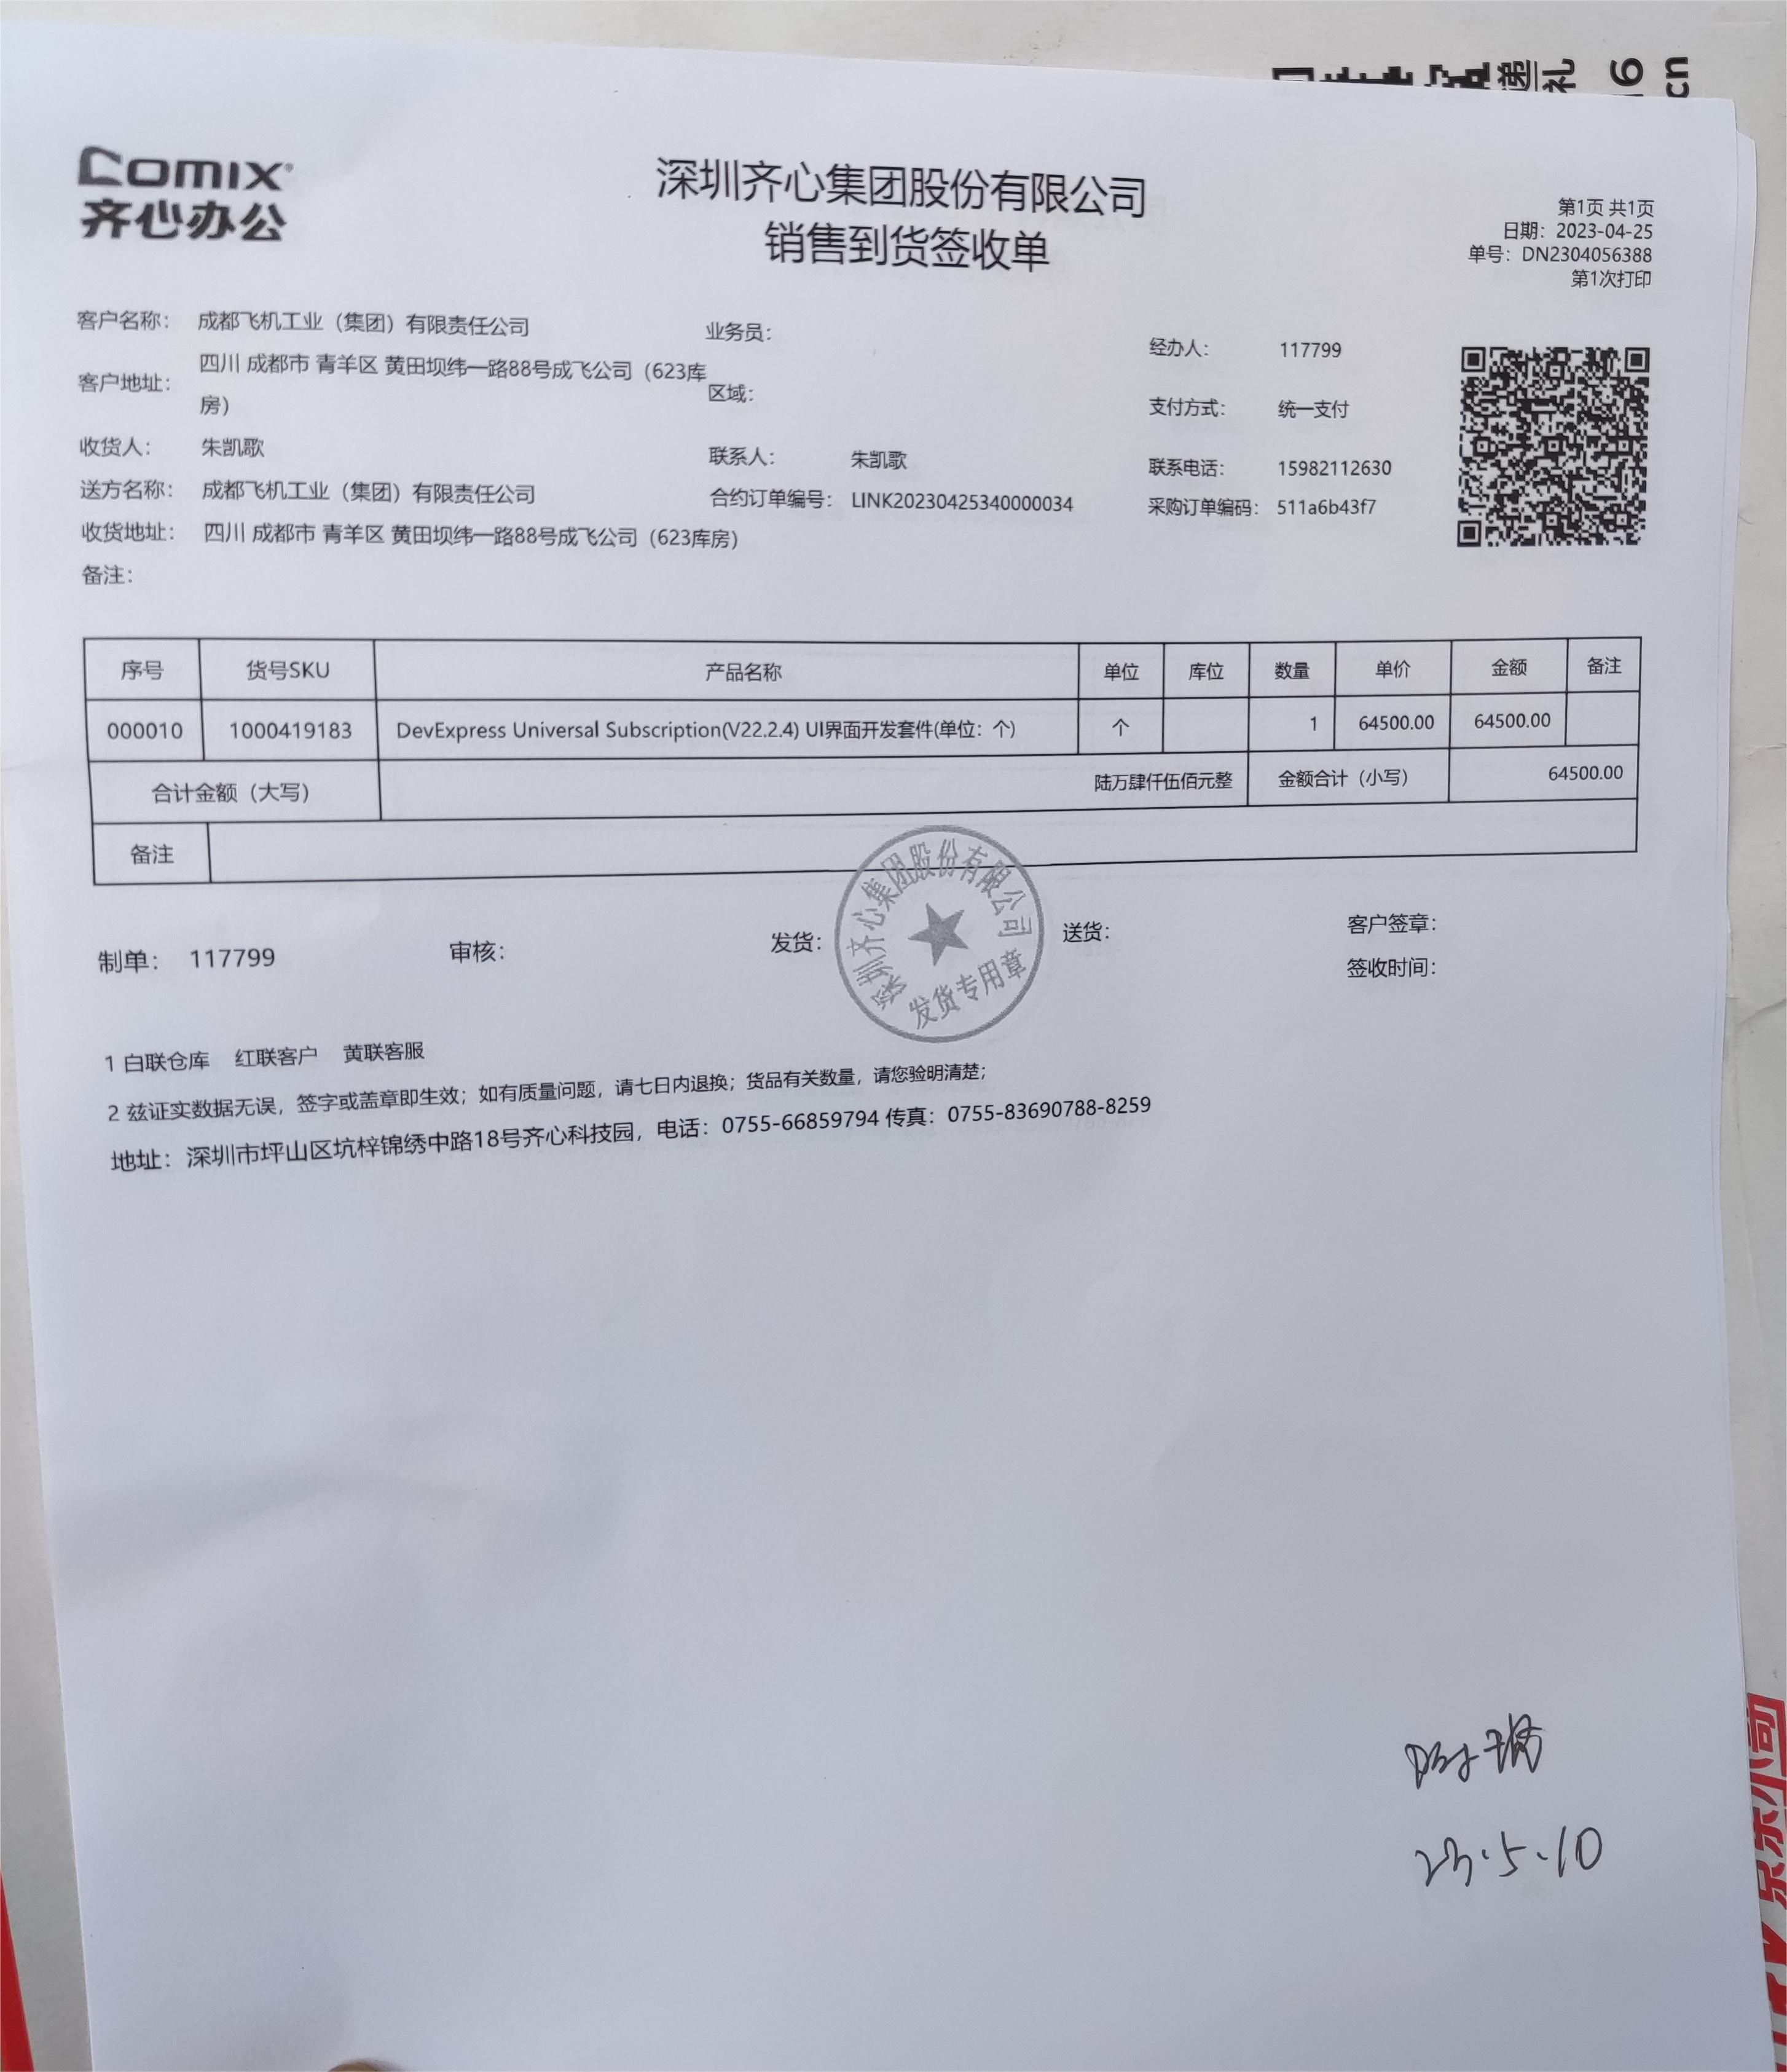 递 礼 16 cn
COMIX
齐心办公
深圳齐心集团股份有限公司
销售到货签收单
第1页 共1页
日期：2023-04-25
单号：DN2304056388
第1次打印
客户名称： 成都飞机工业（集团）有限责任公司 业务员： 经办人： 117799
客户地址： 四川 成都市 青羊区 黄田坝纬一路88号成飞公司（623库房） 区域： 支付方式： 统一支付
收货人： 朱凯歌 联系人： 朱凯歌 联系电话： 15982112630
送方名称： 成都飞机工业（集团）有限责任公司 合约订单编号： LINK20230425340000034 采购订单编码： 511a6b43f7
收货地址： 四川 成都市 青羊区 黄田坝纬一路88号成飞公司（623库房）
备注：
序号 货号SKU 产品名称 单位 库位 数量 单价 金额 备注
000010 1000419183 DevExpress Universal Subscription(V22.2.4) UI界面开发套件(单位：个) 个 1 64500.00 64500.00
合计金额（大写） 陆万肆仟伍佰元整 金额合计（小写） 64500.00
备注
制单： 117799 审核： 发货： 送货： 客户签章：
签收时间：
深圳齐心集团股份有限公司
发货专用章
1 白联仓库 红联客户 黄联客服
2 兹证实数据无误，签字或盖章即生效；如有质量问题，请七日内退换；货品有关数量，请您验明清楚；
地址：深圳市坪山区坑梓锦绣中路18号齐心科技园，电话：0755-66859794 传真：0755-83690788-8259
23.5.10